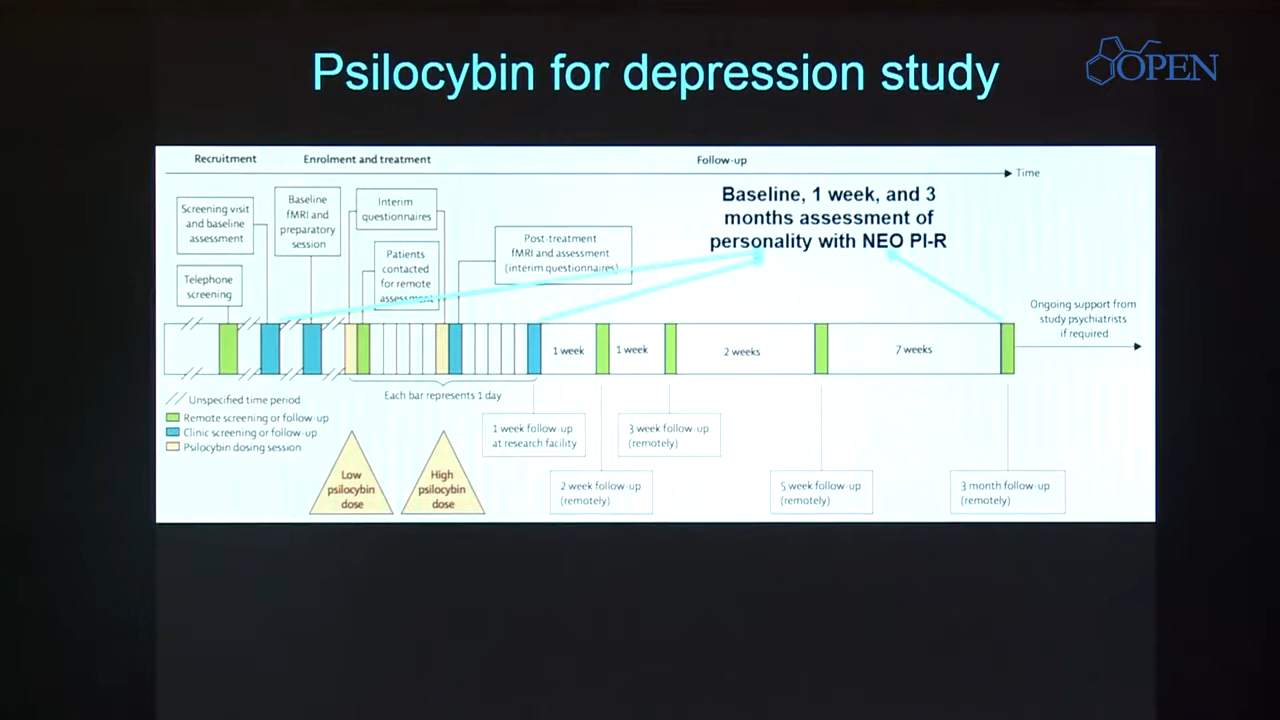 Psilocybin for depression study
OPEN
Recruitment
Enrolment and treatment
Follow-up
Time
Screening visit
and baseline
assessment
Telephone
screening
Baseline
fMRI and
preparatory
session
Interim
questionnaires
Patients
contacted
for remote
assessment
Post-treatment
fMRI and assessment
(interim questionnaires)
Baseline, 1 week, and 3
months assessment of
personality with NEO PI-R
Ongoing support from
study psychiatrists
if required
1 week
1 week
2 weeks
7 weeks
Each bar represents 1 day
Unspecified time period
Remote screening or follow-up
Clinic screening or follow-up
Psilocybin dosing session
Low
psilocybin
dose
High
psilocybin
dose
1 week follow-up
at research facility
2 week follow-up
(remotely)
3 week follow-up
(remotely)
5 week follow-up
(remotely)
3 month follow-up
(remotely)